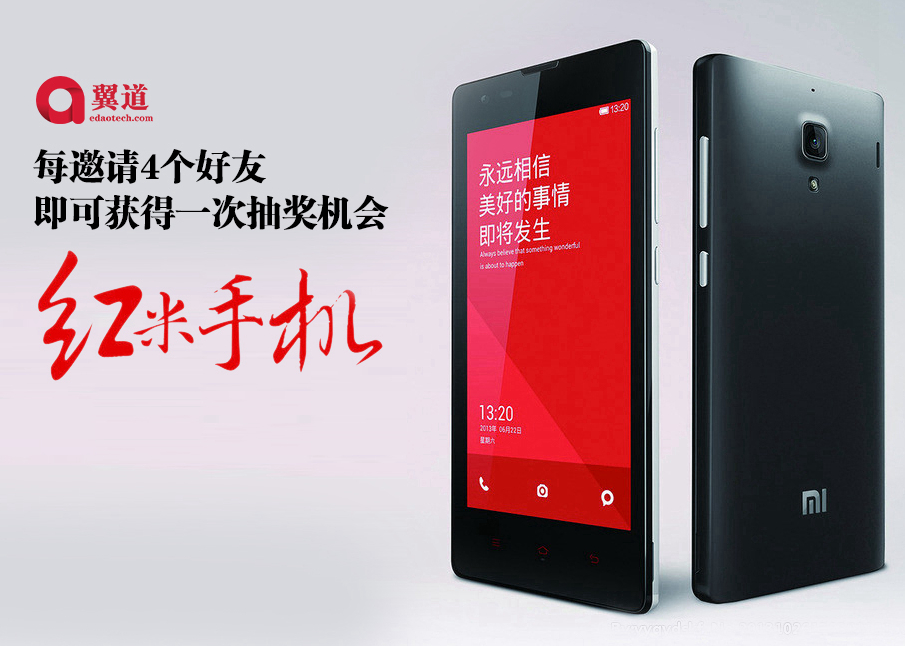 翼道
edaotech.com
每邀请4个好友
即可获得一次抽奖机会
红米手机
13:20
永远相信
美好的事情
即将发生
Always believe that something wonderful
is about to happen
13:20
2013年 06月22日
星期六
MI